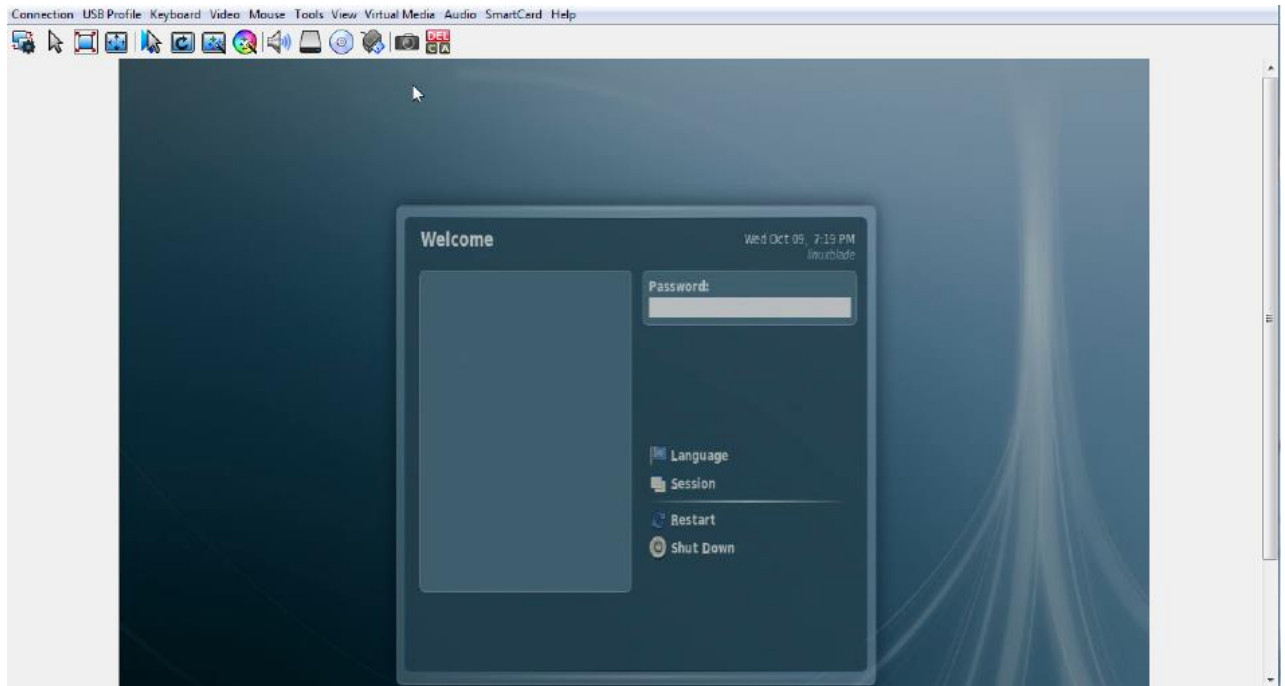 Connection USB Profile Keyboard Video Mouse Tools View Virtual Media Audio SmartCard Help
DEL
C A
Welcome
Wed Oct 09, 7:19 PM
linuxblade
Password:
Language
Session
Restart
Shut Down